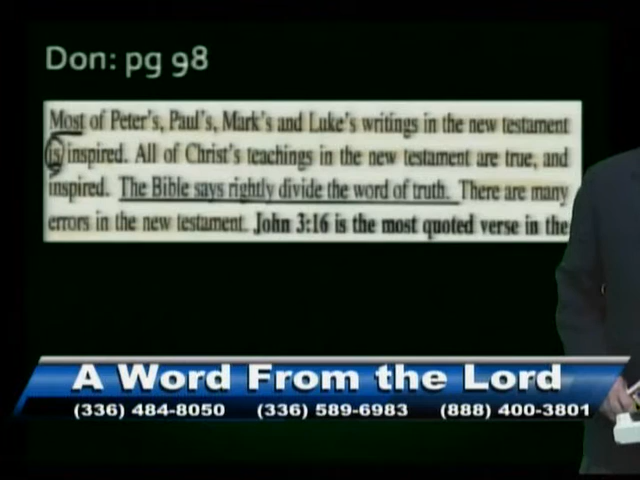 Don: pg 98
Most of Peter's, Paul's, Mark's and Luke's writings in the new testament
is inspired. All of Christ's teachings in the new testament are true, and
inspired. The Bible says rightly divide the word of truth. There are many
errors in the new testament. John 3:16 is the most quoted verse in the
A Word From the Lord
(336) 484-8050 (336) 589-6983 (888) 400-3801